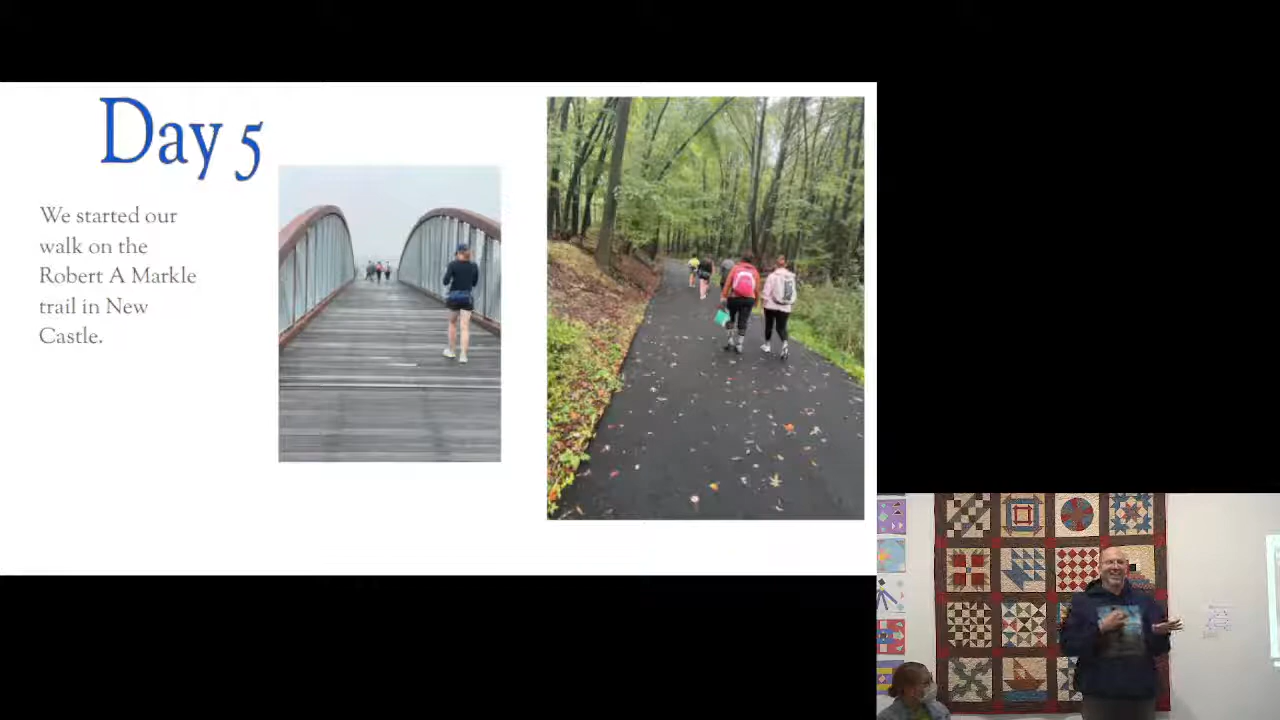 Day 5
We started our
walk on the
Robert A Markle
trail in New
Castle.